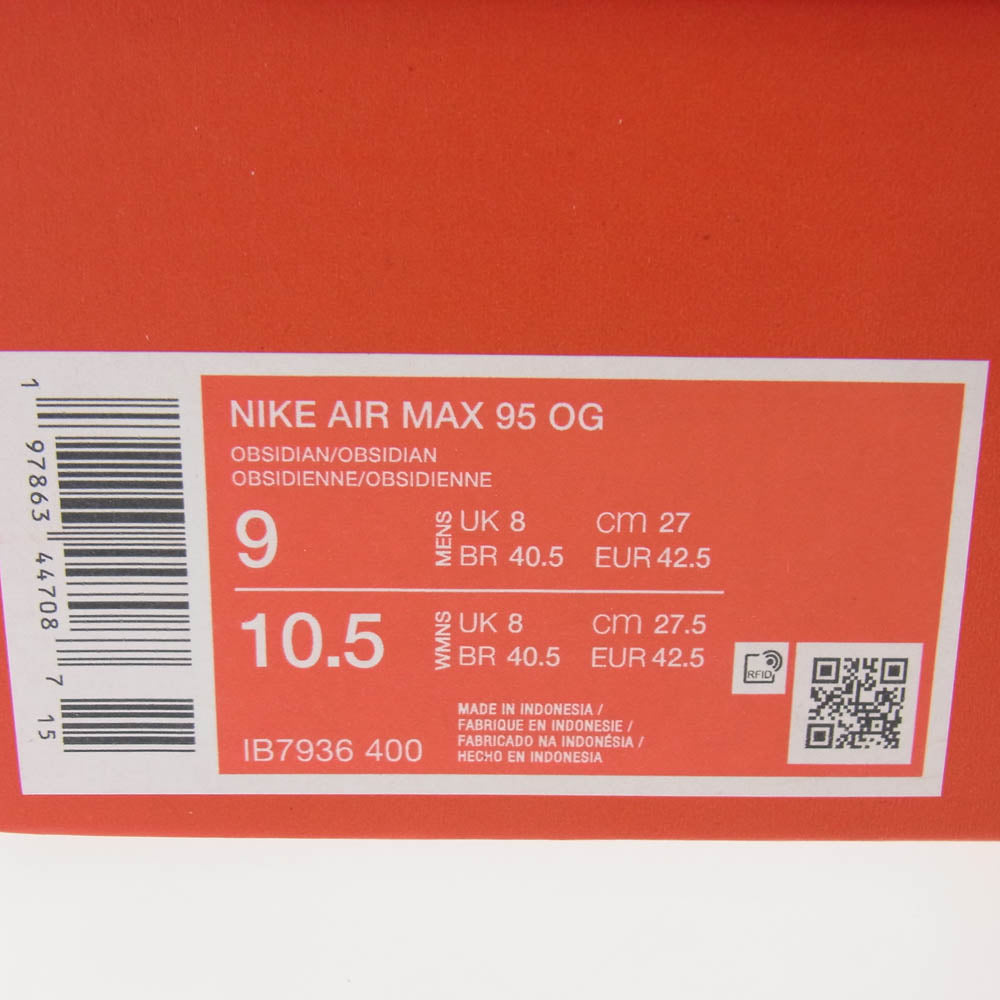 NIKE AIR MAX 95 OG
OBSIDIAN/OBSIDIAN
OBSIDIENNE/OBSIDIENNE
9
MENS
UK 8 cm 27
BR 40.5 EUR 42.5
10.5
WMNS
UK 8 cm 27.5
BR 40.5 EUR 42.5
IB7936 400
MADE IN INDONESIA /
FABRIQUE EN INDONESIE /
FABRICADO NA INDONÉSIA /
HECHO EN INDONESIA
RFID
1 97863 44708 7 15